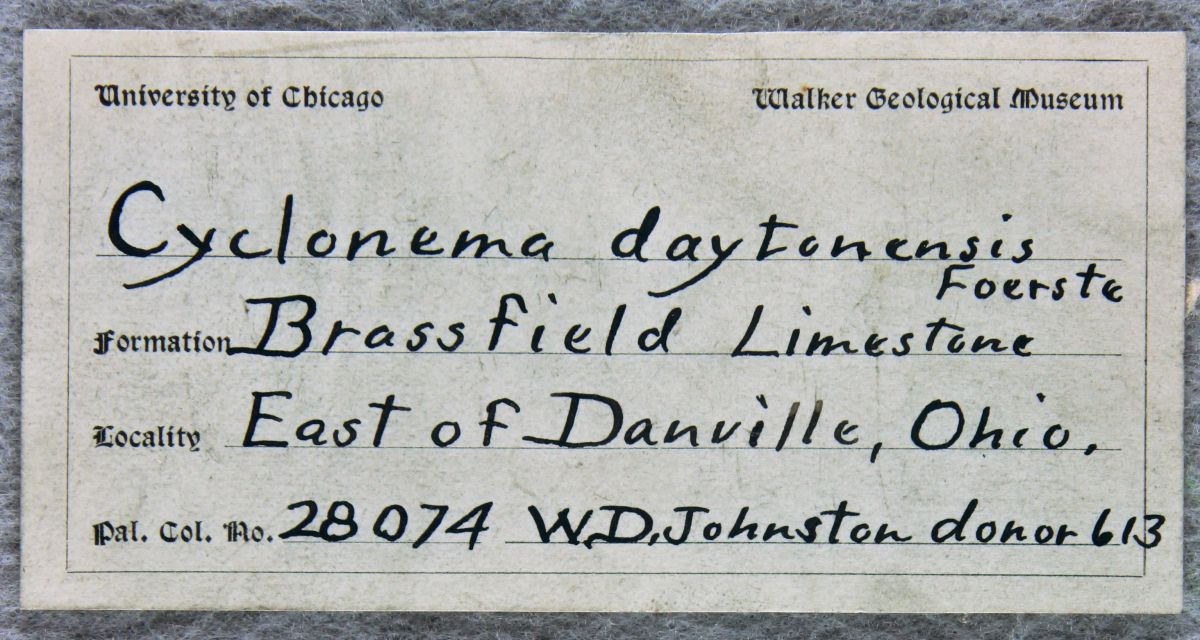 University of Chicago Walker Geological Museum
Cyclonema daytonensis
Foerste
Formation Brassfield Limestone
Locality East of Danville, Ohio.
Pal. Col. No. 28074 W.D. Johnston donor 613